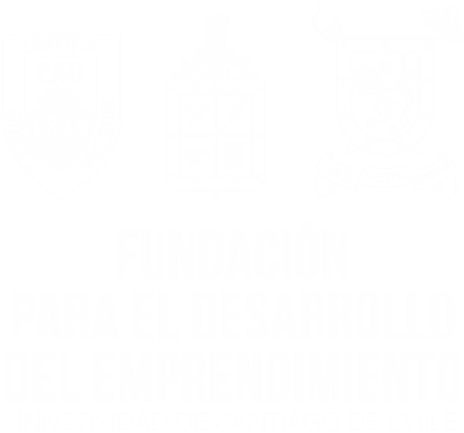 FUNDACIÓN
PARA EL DESARROLLO
DEL EMPRENDIMIENTO